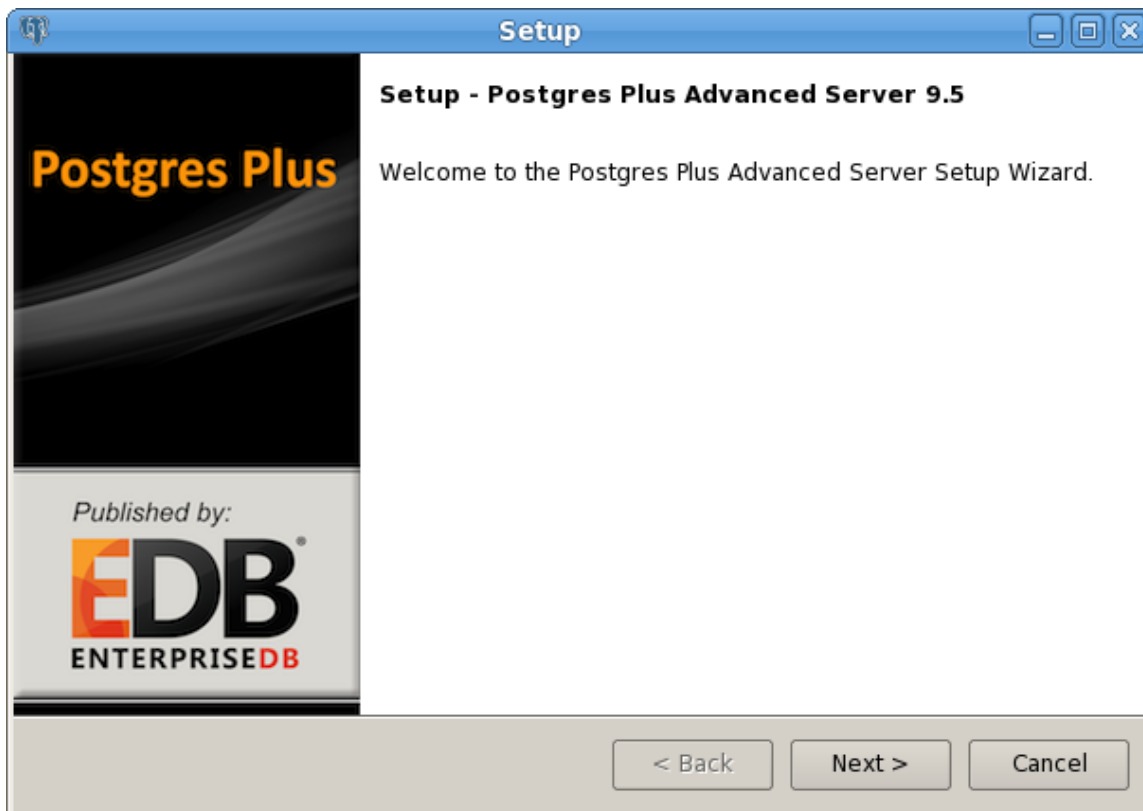 Setup
Setup - Postgres Plus Advanced Server 9.5
Postgres Plus
Welcome to the Postgres Plus Advanced Server Setup Wizard.
Published by:
EDB®
ENTERPRISEDB
< Back
Next >
Cancel